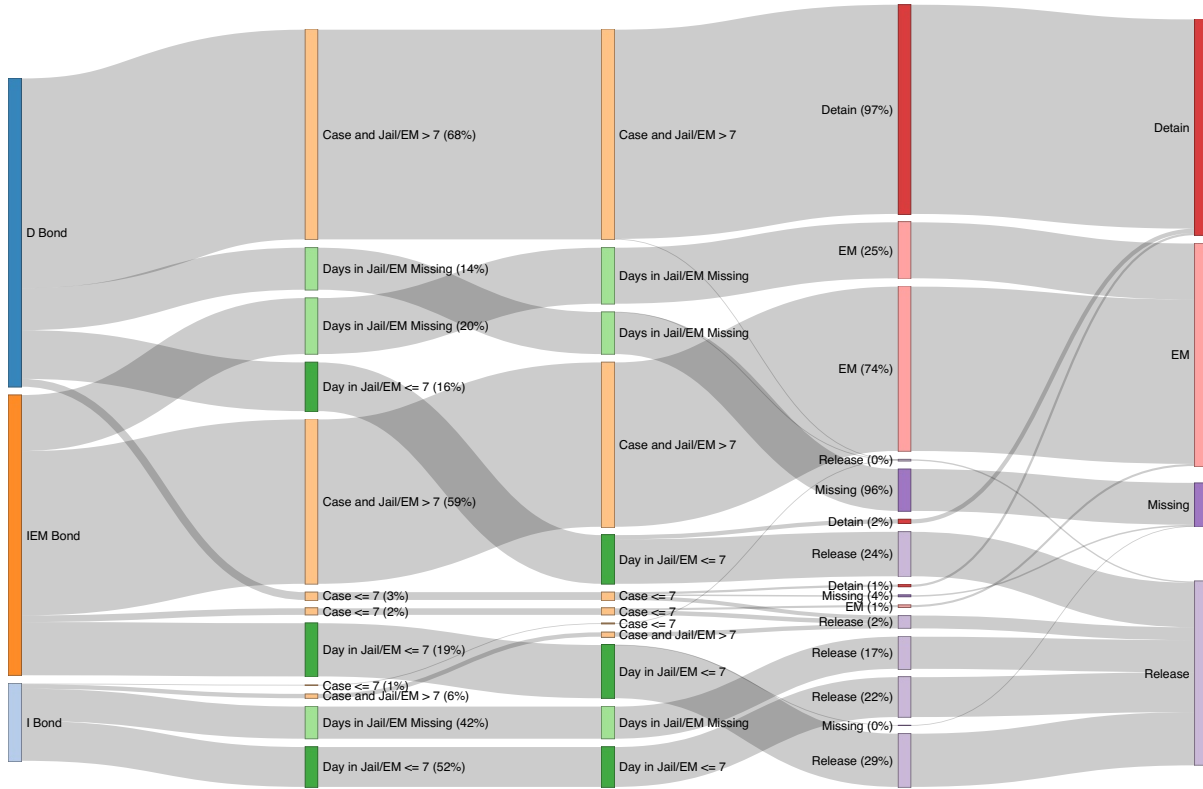 D Bond
IEM Bond
I Bond
Case and Jail/EM > 7 (68%)
Days in Jail/EM Missing (14%)
Days in Jail/EM Missing (20%)
Day in Jail/EM <= 7 (16%)
Case and Jail/EM > 7 (59%)
Case <= 7 (3%)
Case <= 7 (2%)
Day in Jail/EM <= 7 (19%)
Case <= 7 (1%)
Case and Jail/EM > 7 (6%)
Days in Jail/EM Missing (42%)
Day in Jail/EM <= 7 (52%)
Case and Jail/EM > 7
Days in Jail/EM Missing
Days in Jail/EM Missing
Case and Jail/EM > 7
Day in Jail/EM <= 7
Case <= 7
Case <= 7
Case <= 7
Case and Jail/EM > 7
Day in Jail/EM <= 7
Days in Jail/EM Missing
Day in Jail/EM <= 7
Detain (97%)
EM (25%)
EM (74%)
Release (0%)
Missing (96%)
Detain (2%)
Release (24%)
Detain (1%)
Missing (4%)
EM (1%)
Release (2%)
Release (17%)
Release (22%)
Missing (0%)
Release (29%)
Detain
EM
Missing
Release